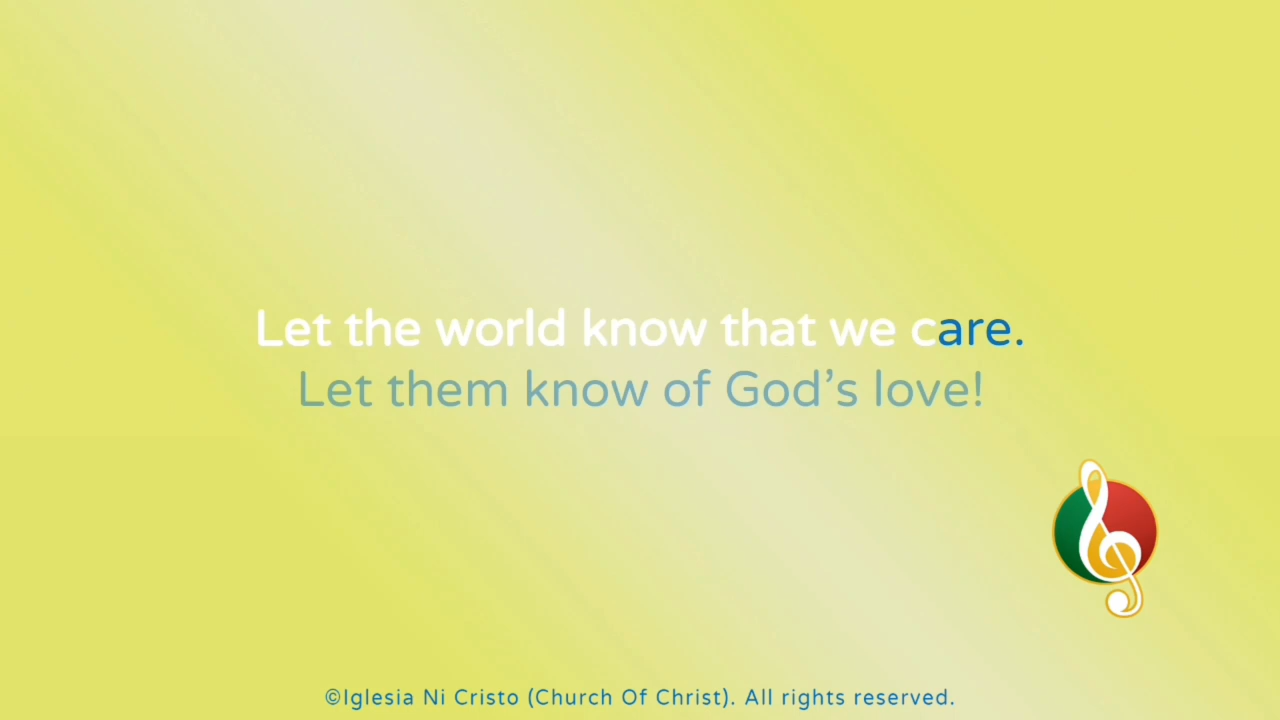 Let the world know that we care.
Let them know of God’s love!
©Iglesia Ni Cristo (Church Of Christ). All rights reserved.